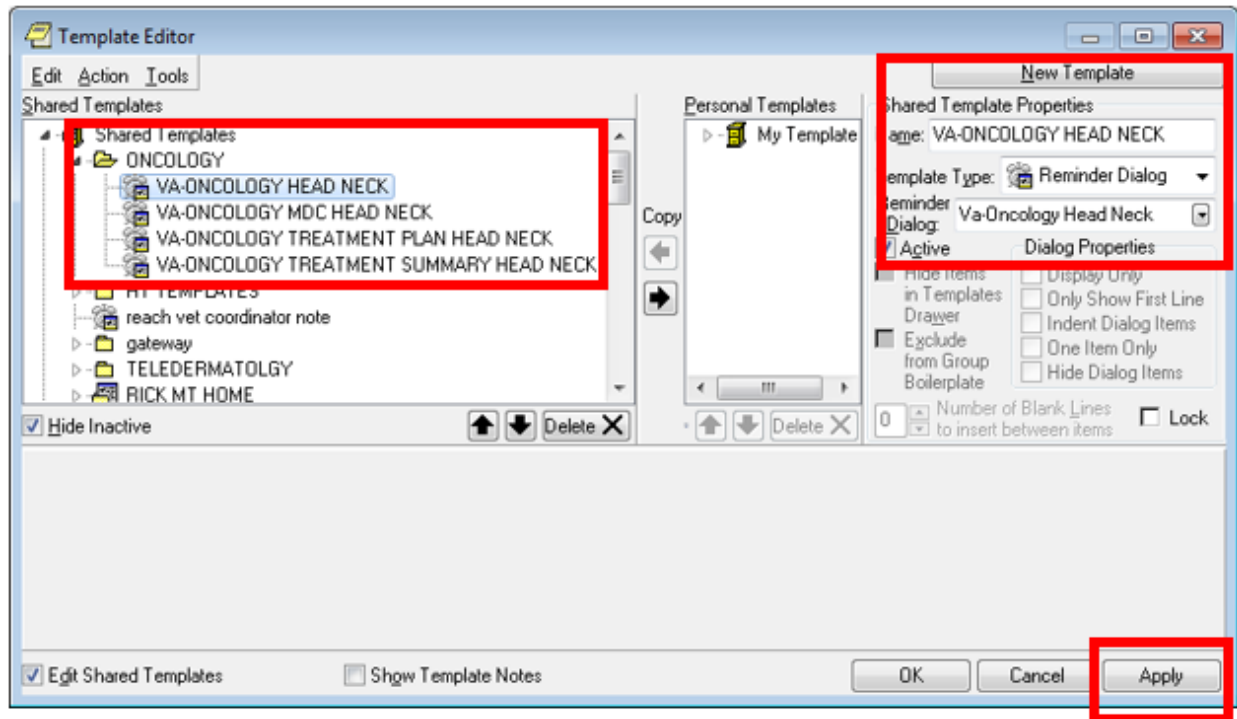 Template Editor
Edit Action Tools
New Template
Shared Templates
Shared Templates
ONCOLOGY
VA-ONCOLOGY HEAD NECK
VA-ONCOLOGY MDC HEAD NECK
VA-ONCOLOGY TREATMENT PLAN HEAD NECK
VA-ONCOLOGY TREATMENT SUMMARY HEAD NECK
TEMPLATES
reach vet coordinator note
gateway
TELEDERMATOLGY
RICK MT HOME
Hide Inactive
Delete
Copy
Personal Templates
My Template
Delete
Shared Template Properties
Name: VA-ONCOLOGY HEAD NECK
Template Type: Reminder Dialog
Reminder
Dialog: Va-Oncology Head Neck
Active
Hide Items
in Templates
Drawer
Exclude
from Group
Boilerplate
Dialog Properties
Display Only
Only Show First Line
Indent Dialog Items
One Item Only
Hide Dialog Items
0 Number of Blank Lines
to insert between items
Lock
Edit Shared Templates
Show Template Notes
OK
Cancel
Apply